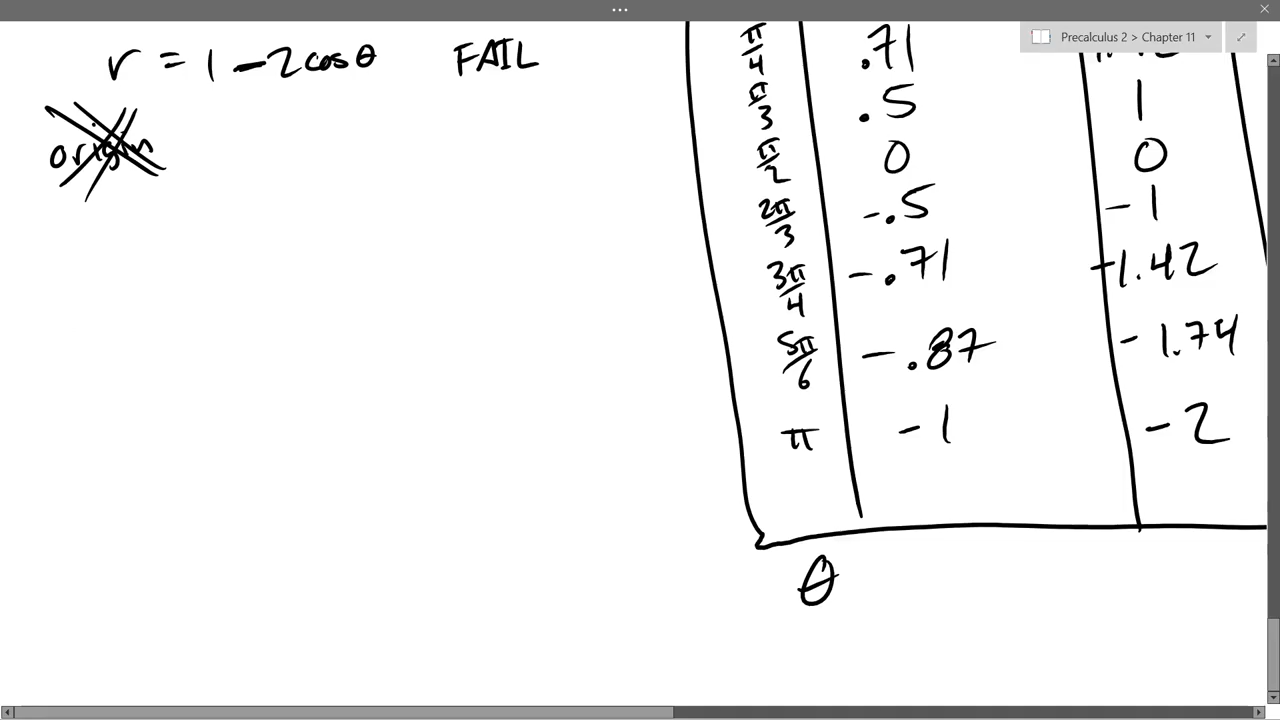 Precalculus 2 > Chapter 11
r = 1 - 2cosθ FAIL
origin
π/4 .71
π/3 .5 1
π/2 0 0
2π/3 -.5 -1
3π/4 -.71 -1.42
5π/6 -.87 -1.74
π -1 -2
θ